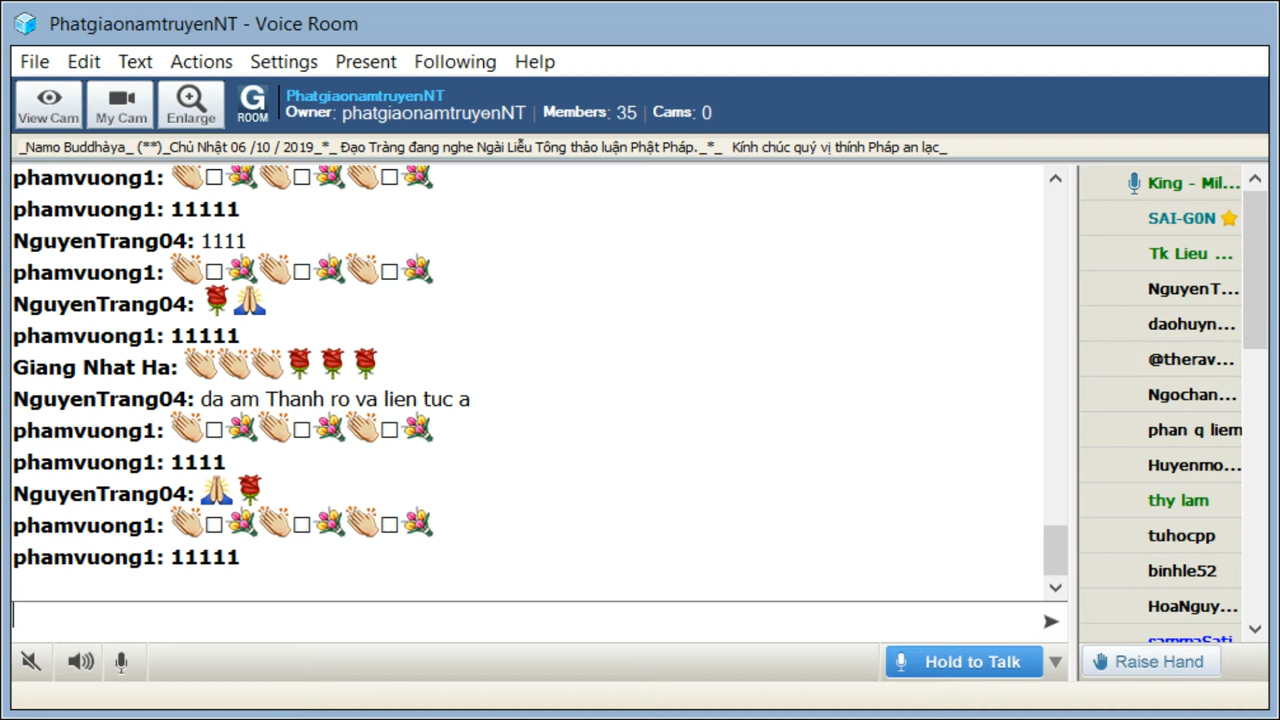 PhatgiaonamtruyenNT - Voice Room
File Edit Text Actions Settings Present Following Help
View Cam My Cam Enlarge G ROOM
PhatgiaonamtruyenNT
Owner: phatgiaonamtruyenNT | Members: 35 | Cams: 0
_Namo Buddhàya_ (**)_Chủ Nhật 06 /10 / 2019_*_ Đạo Tràng đang nghe Ngài Liễu Tông thảo luận Phật Pháp._*_ Kính chúc quý vị thính Pháp an lạc_
phamvuong1: 👏□💐👏□💐👏□💐
phamvuong1: 11111
NguyenTrang04: 1111
phamvuong1: 👏□💐👏□💐👏□💐
NguyenTrang04: 🌹🙏
phamvuong1: 11111
Giang Nhat Ha: 👏👏👏🌹🌹🌹
NguyenTrang04: da am Thanh ro va lien tuc a
phamvuong1: 👏□💐👏□💐👏□💐
phamvuong1: 1111
NguyenTrang04: 🙏🌹
phamvuong1: 👏□💐👏□💐👏□💐
phamvuong1: 11111
King - Mil...
SAI-G0N
Tk Lieu ...
NguyenT...
daohuyn...
@therav...
Ngochan...
phan q liem
Huyenmo...
thy lam
tuhocpp
binhle52
HoaNguy...
sammaSati
Hold to Talk
Raise Hand